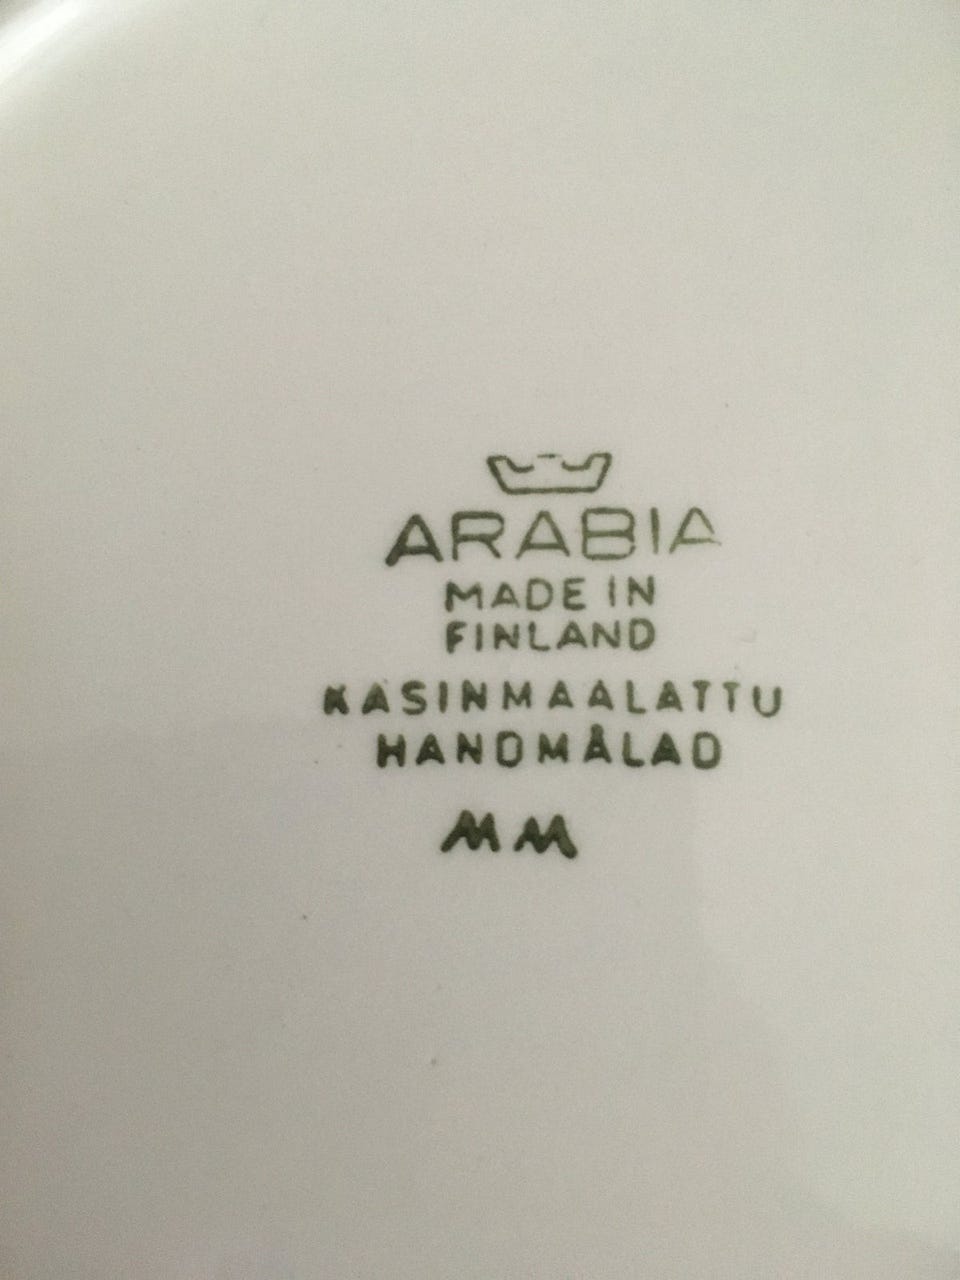 ARABIA
MADE IN
FINLAND
KASINMAALATTU
HANDMÅLAD
MM